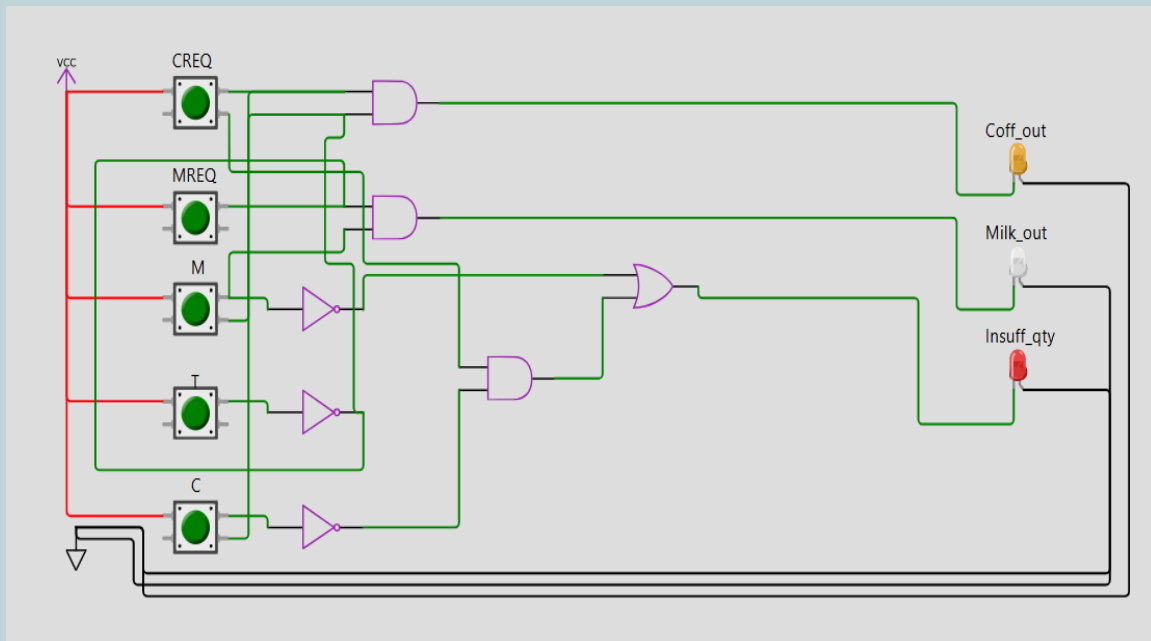 VCC
CREQ
MREQ
M
T
C
Coff_out
Milk_out
Insuff_qty